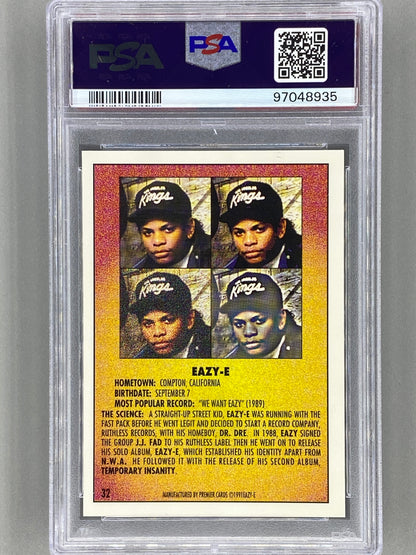 PSA
PSA
97048935
LOS ANGELES
Kings
LOS ANGELES
Kings
Kings
Kings
EAZY-E
HOMETOWN: COMPTON, CALIFORNIA
BIRTHDATE: SEPTEMBER 7
MOST POPULAR RECORD: "WE WANT EAZY" (1989)
THE SCIENCE: A STRAIGHT-UP STREET KID, EAZY-E WAS RUNNING WITH THE
FAST PACK BEFORE HE WENT LEGIT AND DECIDED TO START A RECORD COMPANY,
RUTHLESS RECORDS, WITH HIS HOMEBOY, DR. DRE. IN 1988, EAZY SIGNED
THE GROUP J.J. FAD TO HIS RUTHLESS LABEL THEN HE WENT ON TO RELEASE
HIS SOLO ALBUM, EAZY-E, WHICH ESTABLISHED HIS IDENTITY APART FROM
N.W.A. HE FOLLOWED IT WITH THE RELEASE OF HIS SECOND ALBUM,
TEMPORARY INSANITY.
32
MANUFACTURED BY PREMIER CARDS ©1991EAZY-E